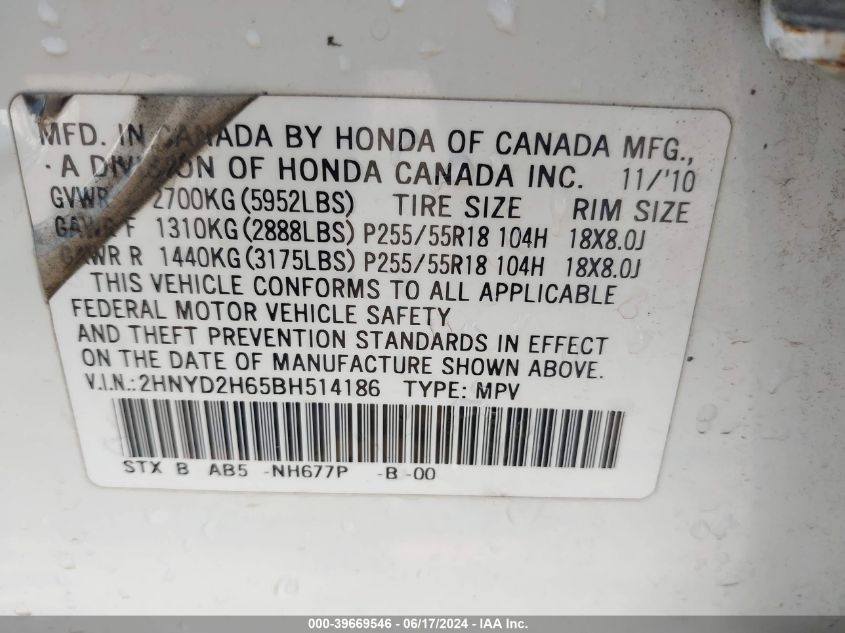 MFD. IN CANADA BY HONDA OF CANADA MFG.,
· A DIVISION OF HONDA CANADA INC. 11/'10
GVWR 2700KG (5952LBS) TIRE SIZE RIM SIZE
GAWR F 1310KG (2888LBS) P255/55R18 104H 18X8.0J
GAWR R 1440KG (3175LBS) P255/55R18 104H 18X8.0J
THIS VEHICLE CONFORMS TO ALL APPLICABLE
FEDERAL MOTOR VEHICLE SAFETY
AND THEFT PREVENTION STANDARDS IN EFFECT
ON THE DATE OF MANUFACTURE SHOWN ABOVE.
V.I.N.:2HNYD2H65BH514186 TYPE: MPV
STX B AB5 -NH677P -B -00
000-39669546 - 06/17/2024 - IAA Inc.